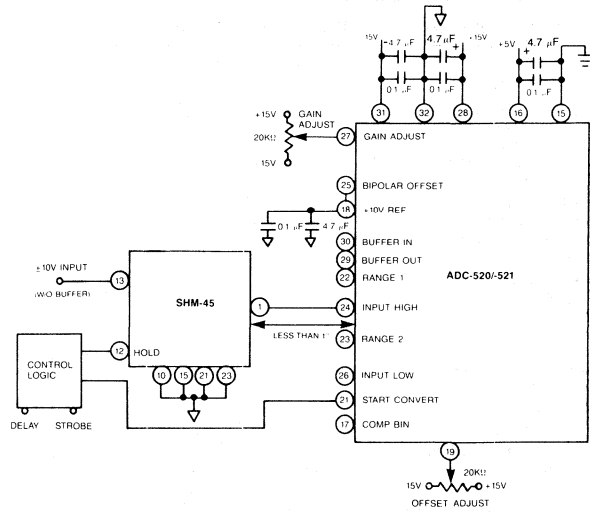 15V
-4.7 µF
4.7 µF
+
+15V
+5V
+
4.7 µF
0.1 µF
0.1 µF
0.1 µF
31
32
28
16
15
+15V
GAIN ADJUST
20KΩ
15V
27
GAIN ADJUST
25
BIPOLAR OFFSET
18
+10V REF
0.1 µF
4.7 µF
30
BUFFER IN
29
BUFFER OUT
22
RANGE 1
ADC-520/-521
±10V INPUT
(W/O BUFFER)
13
SHM-45
1
24
INPUT HIGH
LESS THAN 1"
23
RANGE 2
CONTROL
LOGIC
12
HOLD
10
15
21
23
26
INPUT LOW
21
START CONVERT
17
COMP BIN
DELAY
STROBE
19
20KΩ
15V
+15V
OFFSET ADJUST